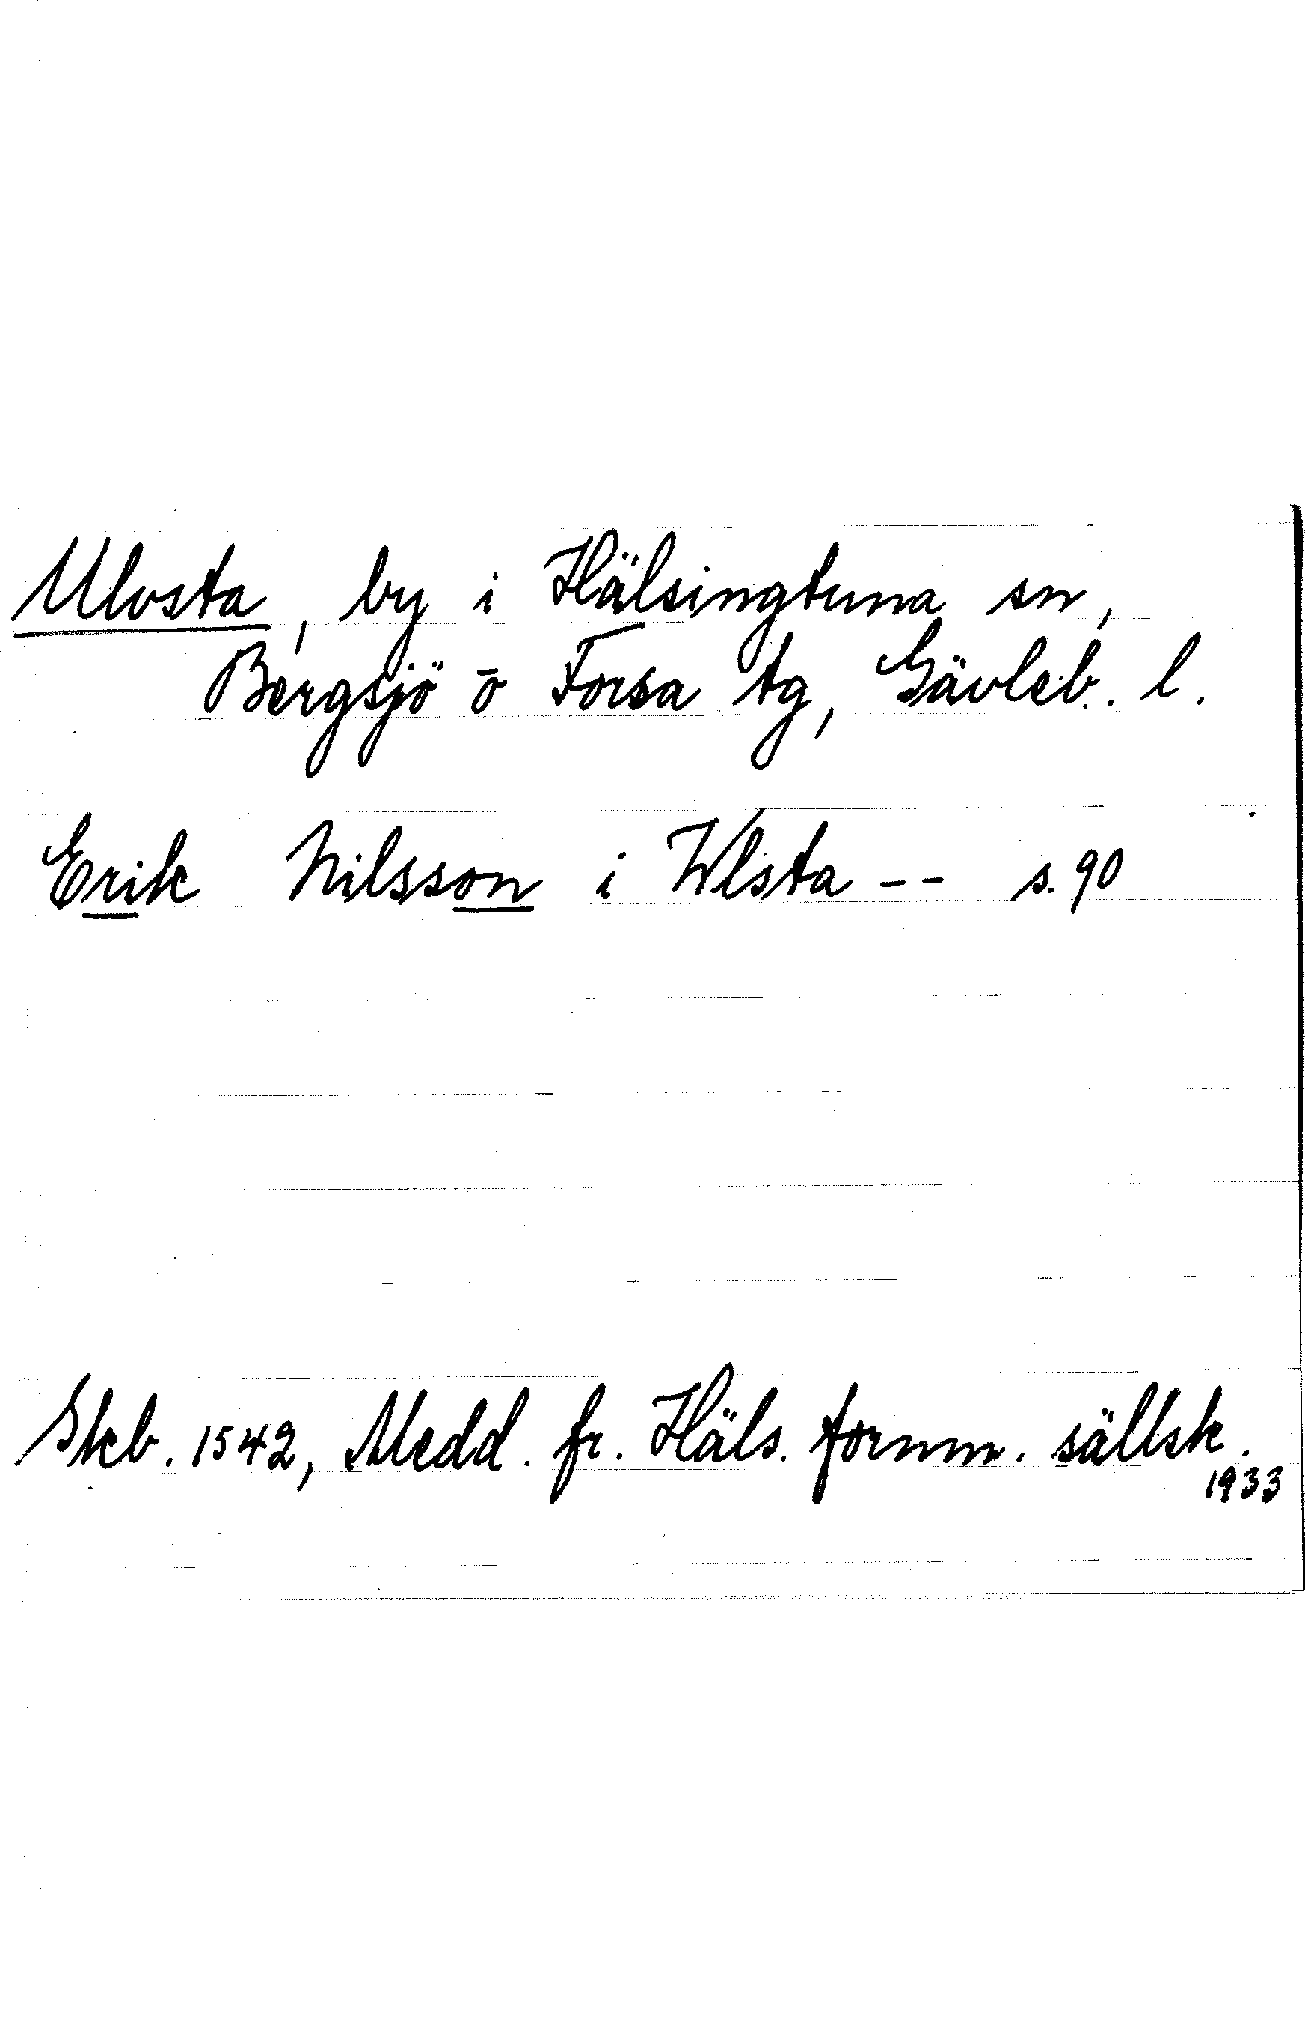 Ulvsta, by i Hälsingtuna sn,
Bergsjö o Forsa tg, Gävleb. l.
Erik Nilsson i Wlsta -- s. 90
Skb. 1542, Medd. fr. Häls. fornm. sällsk.
1933